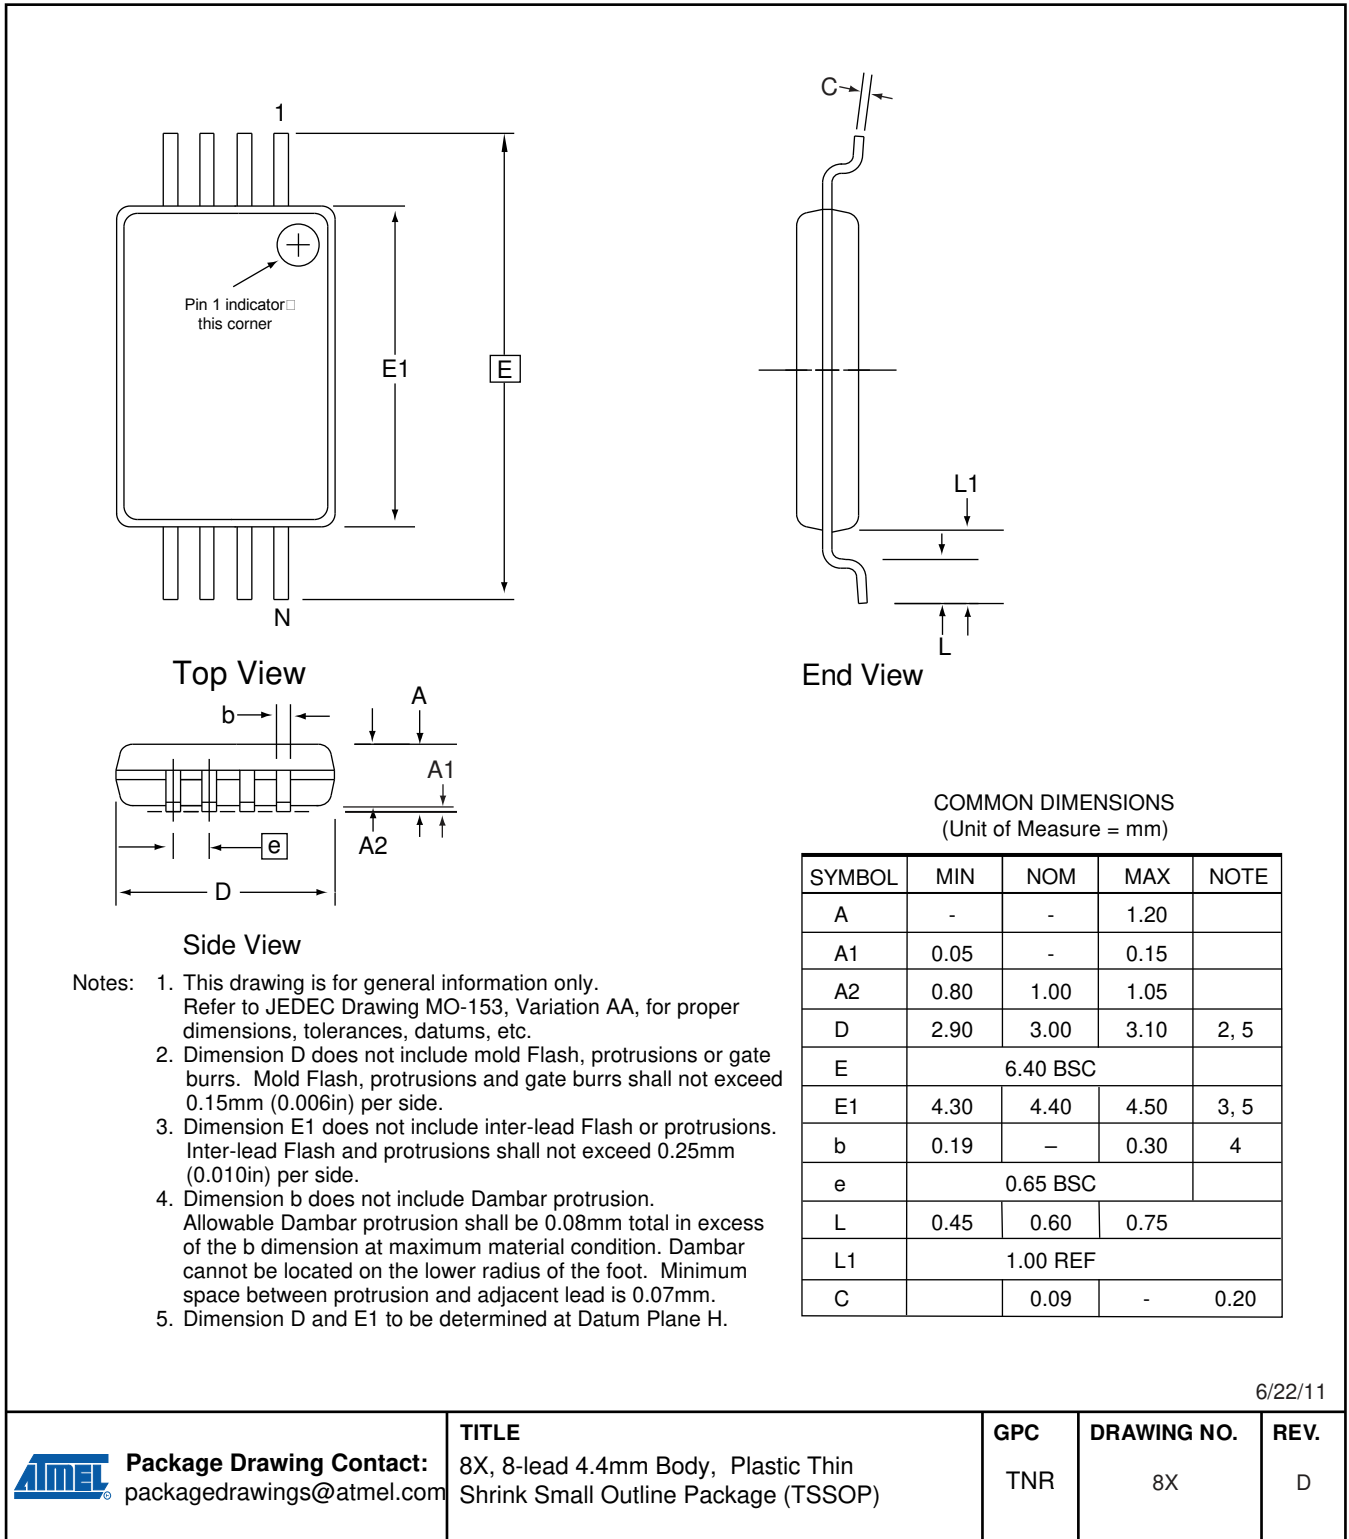 1
C
Pin 1 indicator□
this corner
E1
E
L1
N
L
Top View
End View
b
A
A1
e
A2
D
Side View
COMMON DIMENSIONS
(Unit of Measure = mm)
SYMBOL MIN NOM MAX NOTE
A - - 1.20
A1 0.05 - 0.15
A2 0.80 1.00 1.05
D 2.90 3.00 3.10 2, 5
E 6.40 BSC
E1 4.30 4.40 4.50 3, 5
b 0.19 – 0.30 4
e 0.65 BSC
L 0.45 0.60 0.75
L1 1.00 REF
C 0.09 - 0.20
Notes: 1. This drawing is for general information only.
Refer to JEDEC Drawing MO-153, Variation AA, for proper
dimensions, tolerances, datums, etc.
2. Dimension D does not include mold Flash, protrusions or gate
burrs. Mold Flash, protrusions and gate burrs shall not exceed
0.15mm (0.006in) per side.
3. Dimension E1 does not include inter-lead Flash or protrusions.
Inter-lead Flash and protrusions shall not exceed 0.25mm
(0.010in) per side.
4. Dimension b does not include Dambar protrusion.
Allowable Dambar protrusion shall be 0.08mm total in excess
of the b dimension at maximum material condition. Dambar
cannot be located on the lower radius of the foot. Minimum
space between protrusion and adjacent lead is 0.07mm.
5. Dimension D and E1 to be determined at Datum Plane H.
6/22/11
ATMEL
Package Drawing Contact:
packagedrawings@atmel.com
TITLE
8X, 8-lead 4.4mm Body, Plastic Thin
Shrink Small Outline Package (TSSOP)
GPC
TNR
DRAWING NO.
8X
REV.
D